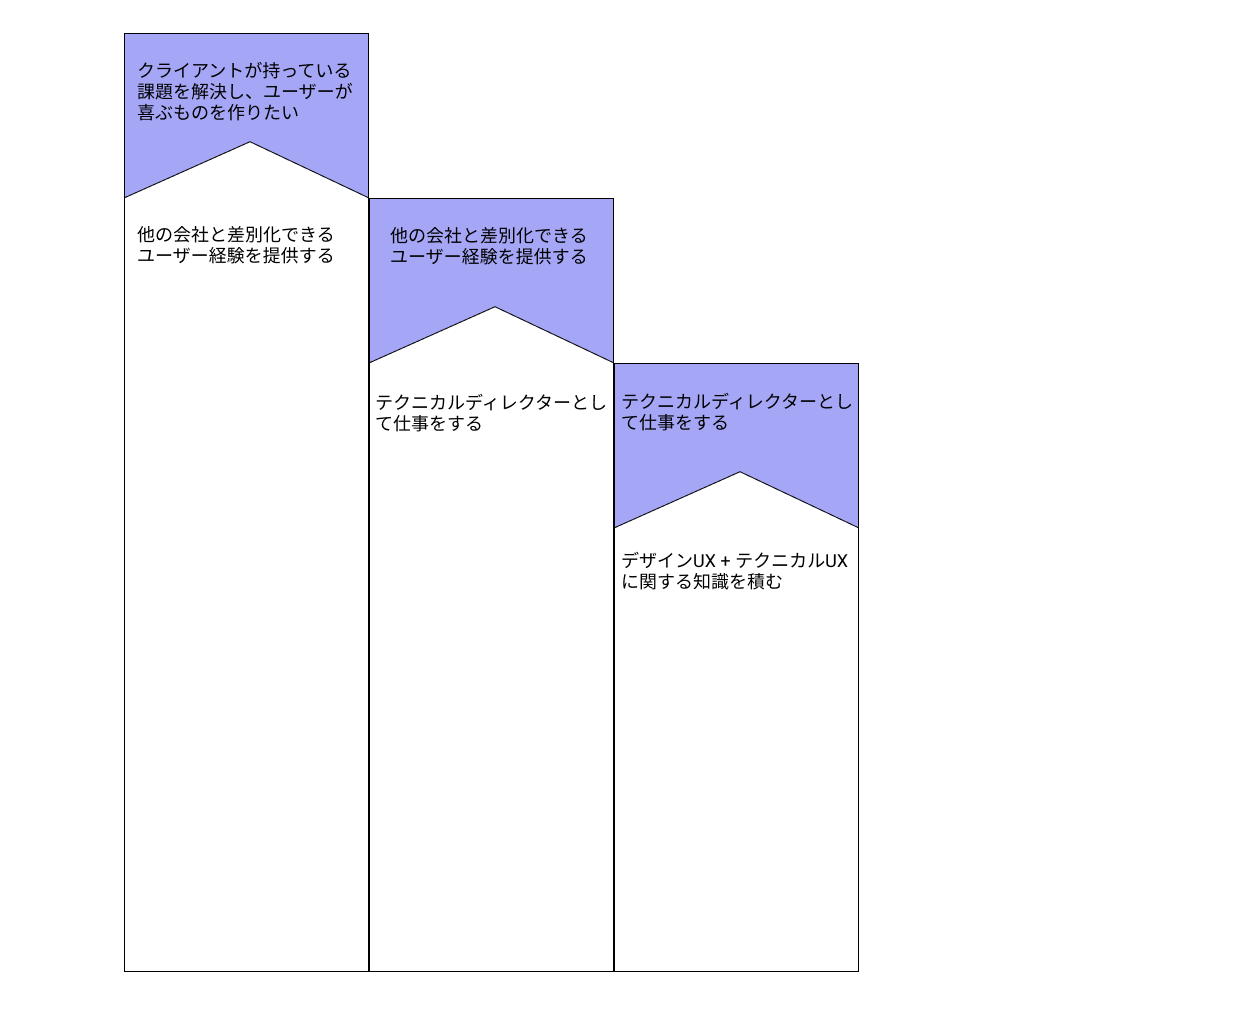 クライアントが持っている
課題を解決し、ユーザーが
喜ぶものを作りたい
他の会社と差別化できる
ユーザー経験を提供する
他の会社と差別化できる
ユーザー経験を提供する
テクニカルディレクターとし
て仕事をする
テクニカルディレクターとし
て仕事をする
デザインUX + テクニカルUX
に関する知識を積む